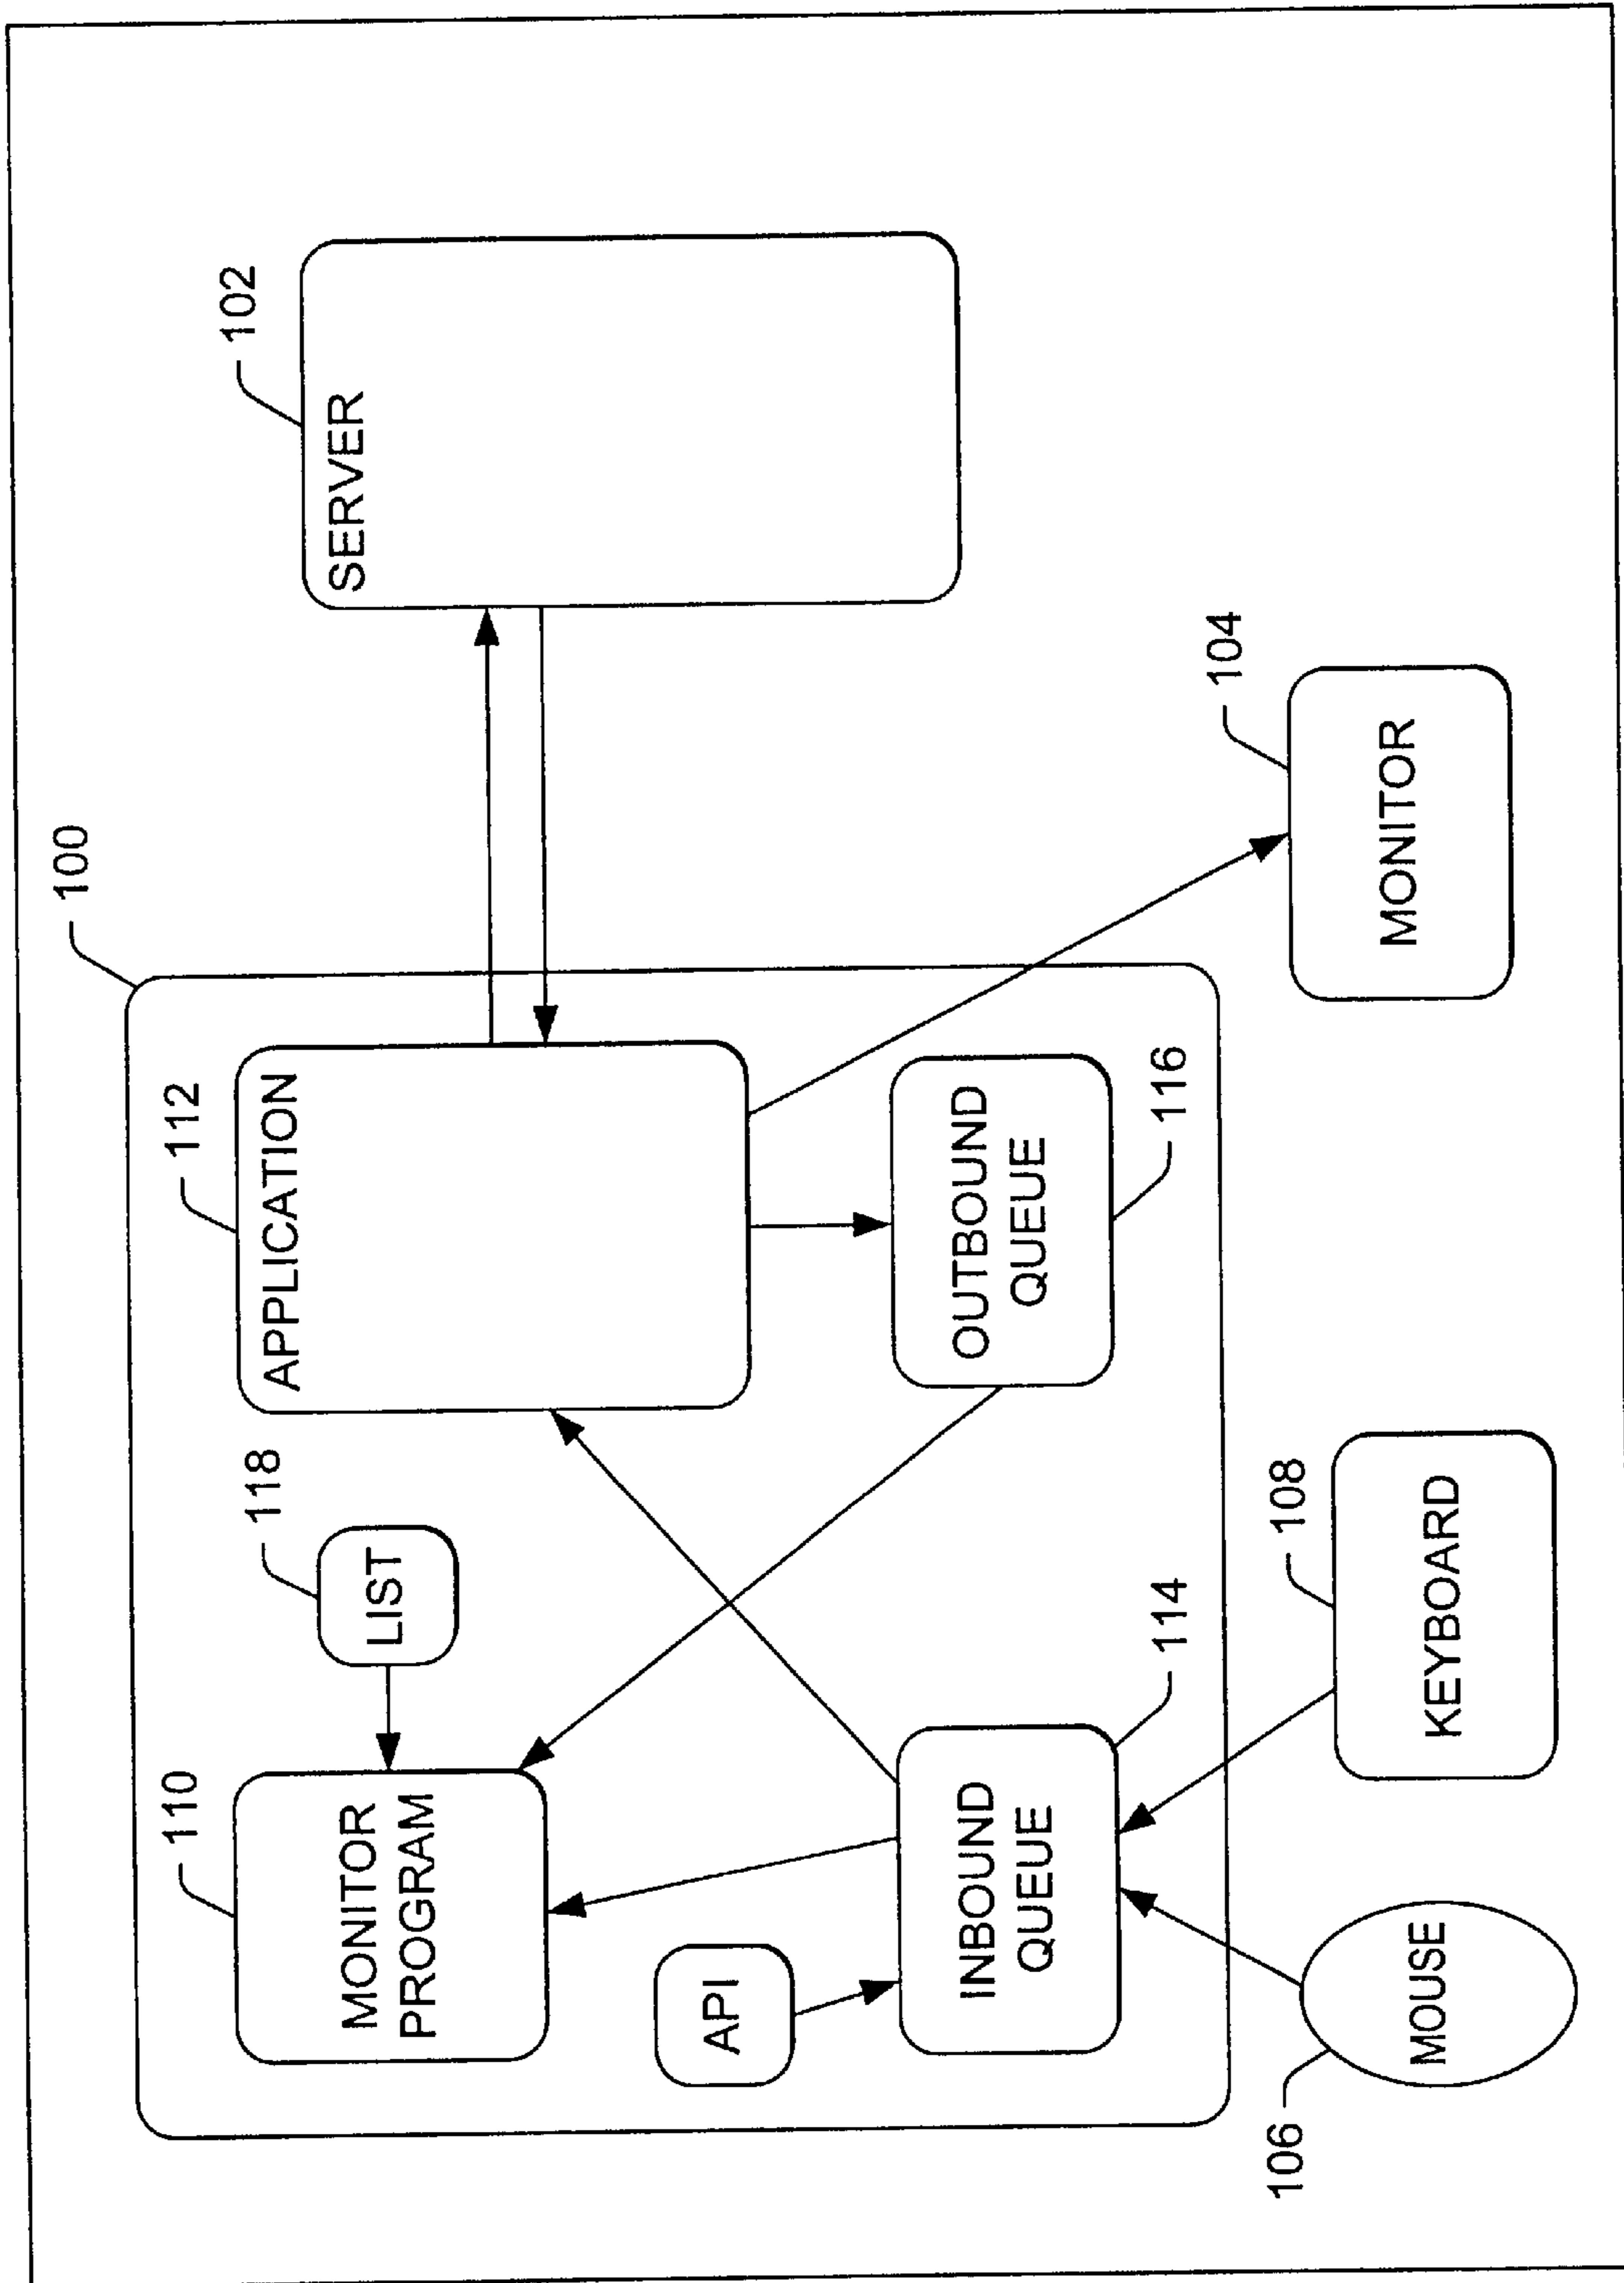 100
110
MONITOR
PROGRAM
118
LIST
112
APPLICATION
102
SERVER
API
INBOUND
QUEUE
114
OUTBOUND
QUEUE
116
106
MOUSE
108
KEYBOARD
104
MONITOR